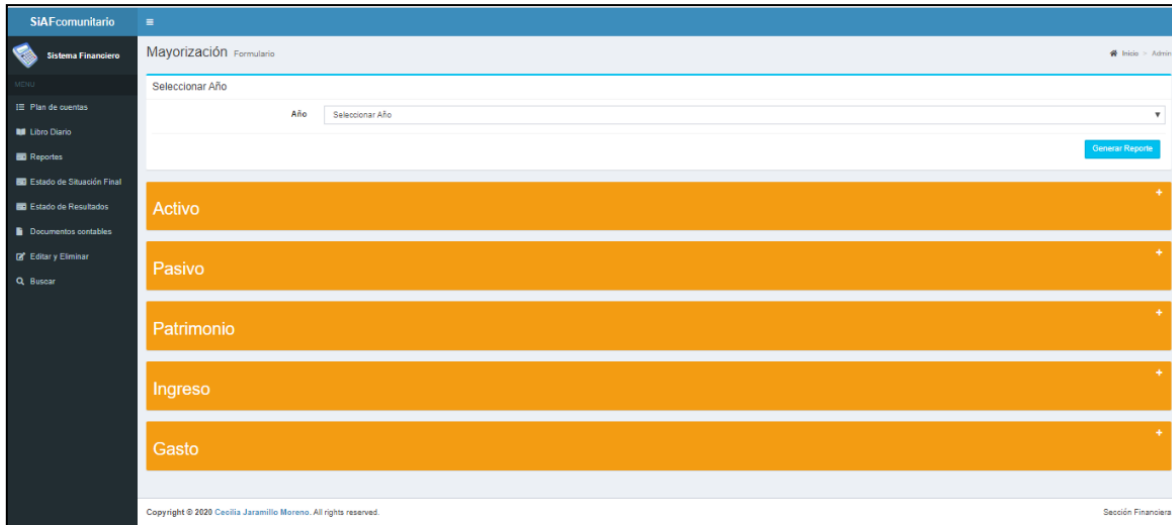 SiAFcomunitario
Sistema Financiero
MENU
Plan de cuentas
Libro Diario
Reportes
Estado de Situación Final
Estado de Resultados
Documentos contables
Editar y Eliminar
Buscar
Mayorización Formulario
Inicio > Admin
Seleccionar Año
Año Seleccionar Año
Generar Reporte
Activo
Pasivo
Patrimonio
Ingreso
Gasto
Copyright © 2020 Cecilia Jaramillo Moreno. All rights reserved.
Sección Financiera